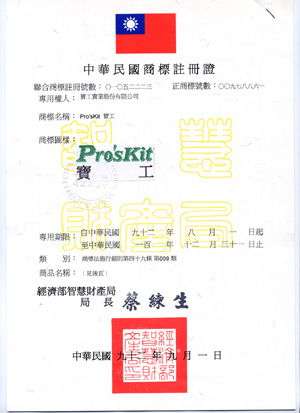 中華民國商標註冊證
聯合商標註冊號數：０一０五二二二三　正商標號數：００九七八八六一
專用權人：寶工實業股份有限公司
商標名稱：Pro'sKit 寶工
商標圖樣：
智慧
Pro'sKit
寶工
財產局
專用期限：自中華民國 九十二年 八月 一日起
至中華民國 一百年 十二月 三十一日止
類別：商標法施行細則第四十九條 第009類
商品名稱：（見後頁）
經濟部智慧財產局
局長 蔡練生
經濟部智慧財產局
中華民國 九十二年 九月 一日